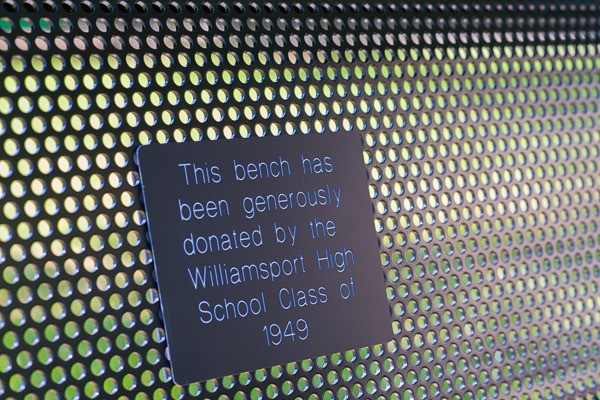 This bench has
been generously
donated by the
Williamsport High
School Class of
1949